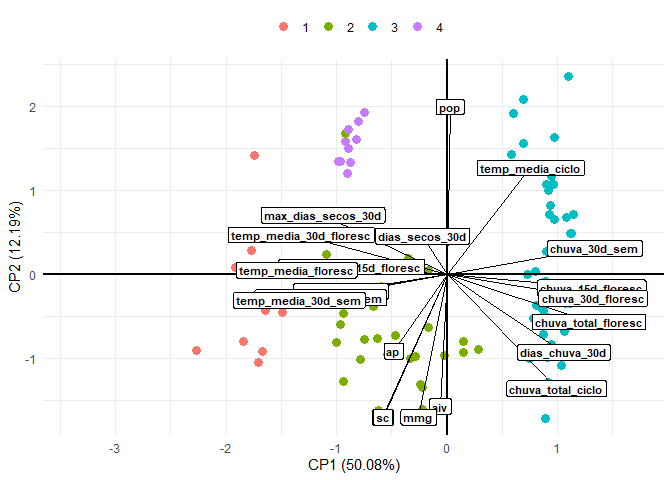 1 2 3 4
pop
temp_media_ciclo
max_dias_secos_30d
temp_media_30d_floresc
dias_secos_30d
chuva_30d_sem
15d_floresc
temp_media_floresc
chuva_15d_floresc
temp_media_30d_sem
chuva_30d_floresc
chuva_total_floresc
ap
dias_chuva_30d
chuva_total_ciclo
aiv
sc
mmg
2
1
0
-1
CP2 (12.19%)
-3 -2 -1 0 1
CP1 (50.08%)